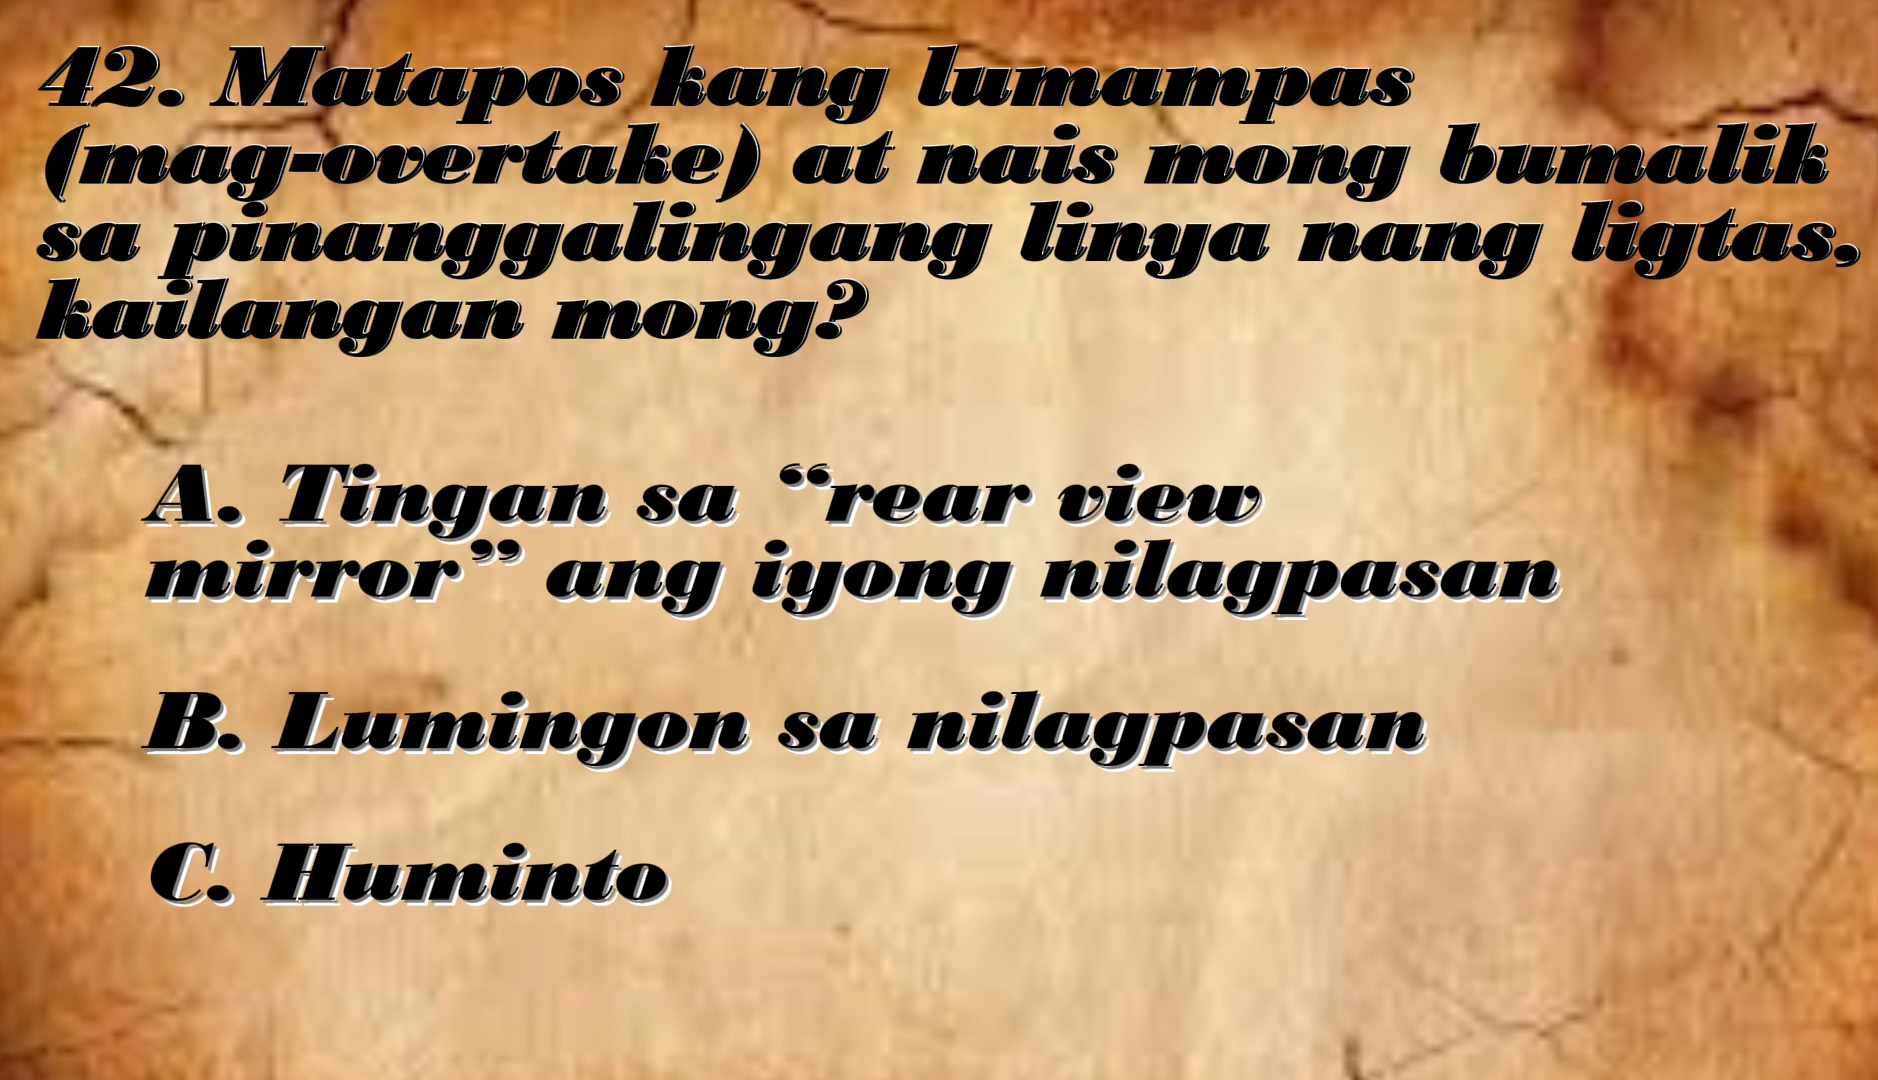 42. Matapos kang lumampas
(mag-overtake) at nais mong bumalik
sa pinanggalingang linya nang ligtas,
kailangan mong?
A. Tingan sa “rear view
mirror” ang iyong nilagpasan
B. Lumingon sa nilagpasan
C. Huminto